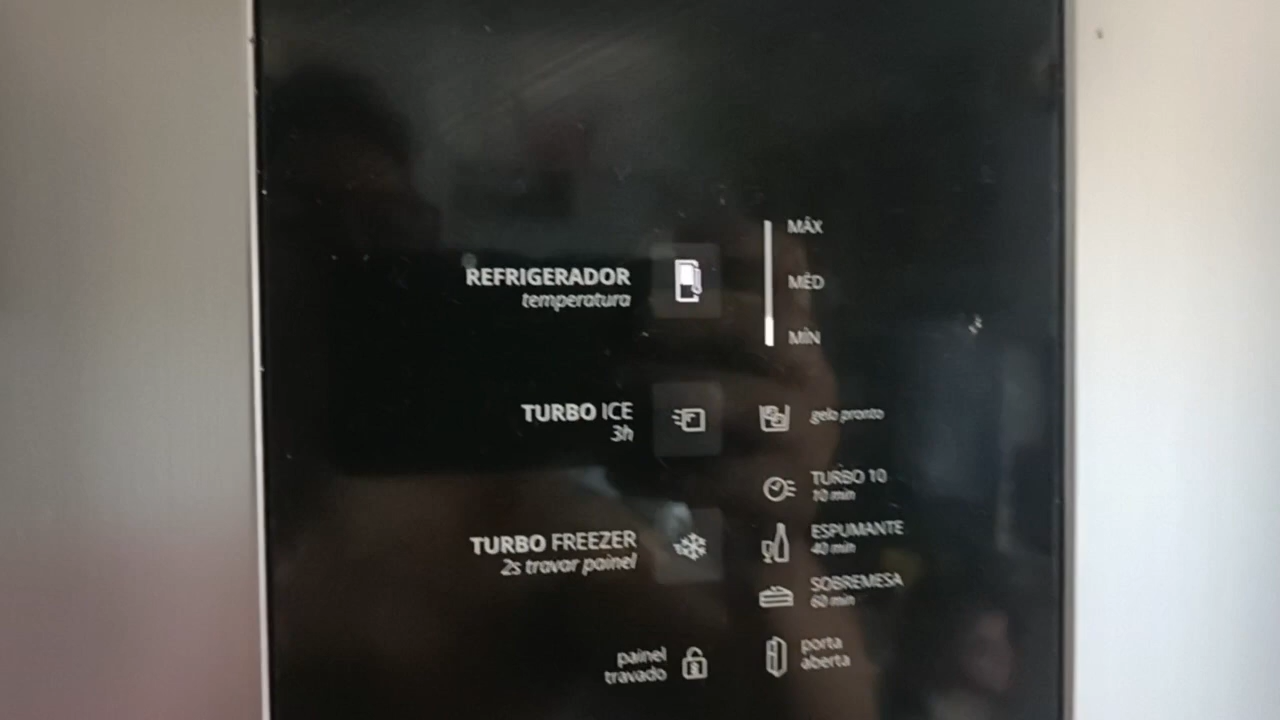 MÁX
REFRIGERADOR
temperatura
MÉD
MÍN
TURBO ICE
3h
gelo pronto
TURBO 10
10 min
TURBO FREEZER
2s travar painel
ESPUMANTE
40 min
SOBREMESA
60 min
painel
travado
porta
aberta